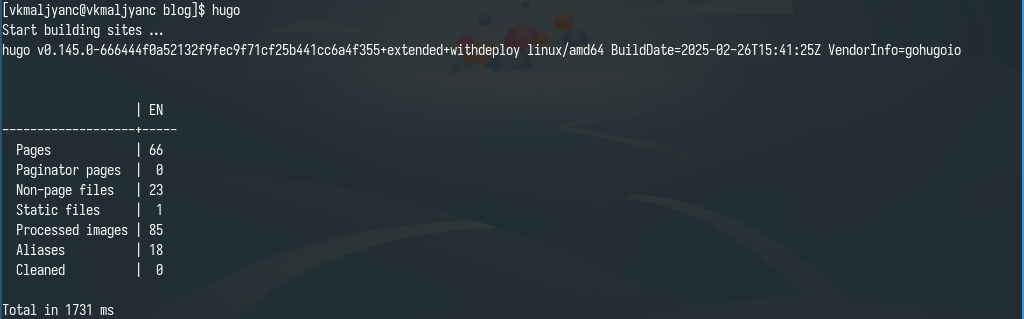 [vkmaljyanc@vkmaljyanc blog]$ hugo
Start building sites …
hugo v0.145.0-666444f0a52132f9fec9f71cf25b441cc6a4f355+extended+withdeploy linux/amd64 BuildDate=2025-02-26T15:41:25Z VendorInfo=gohugoio
                   | EN
-------------------+-----
  Pages            | 66
  Paginator pages  |  0
  Non-page files   | 23
  Static files     |  1
  Processed images | 85
  Aliases          | 18
  Cleaned          |  0
Total in 1731 ms